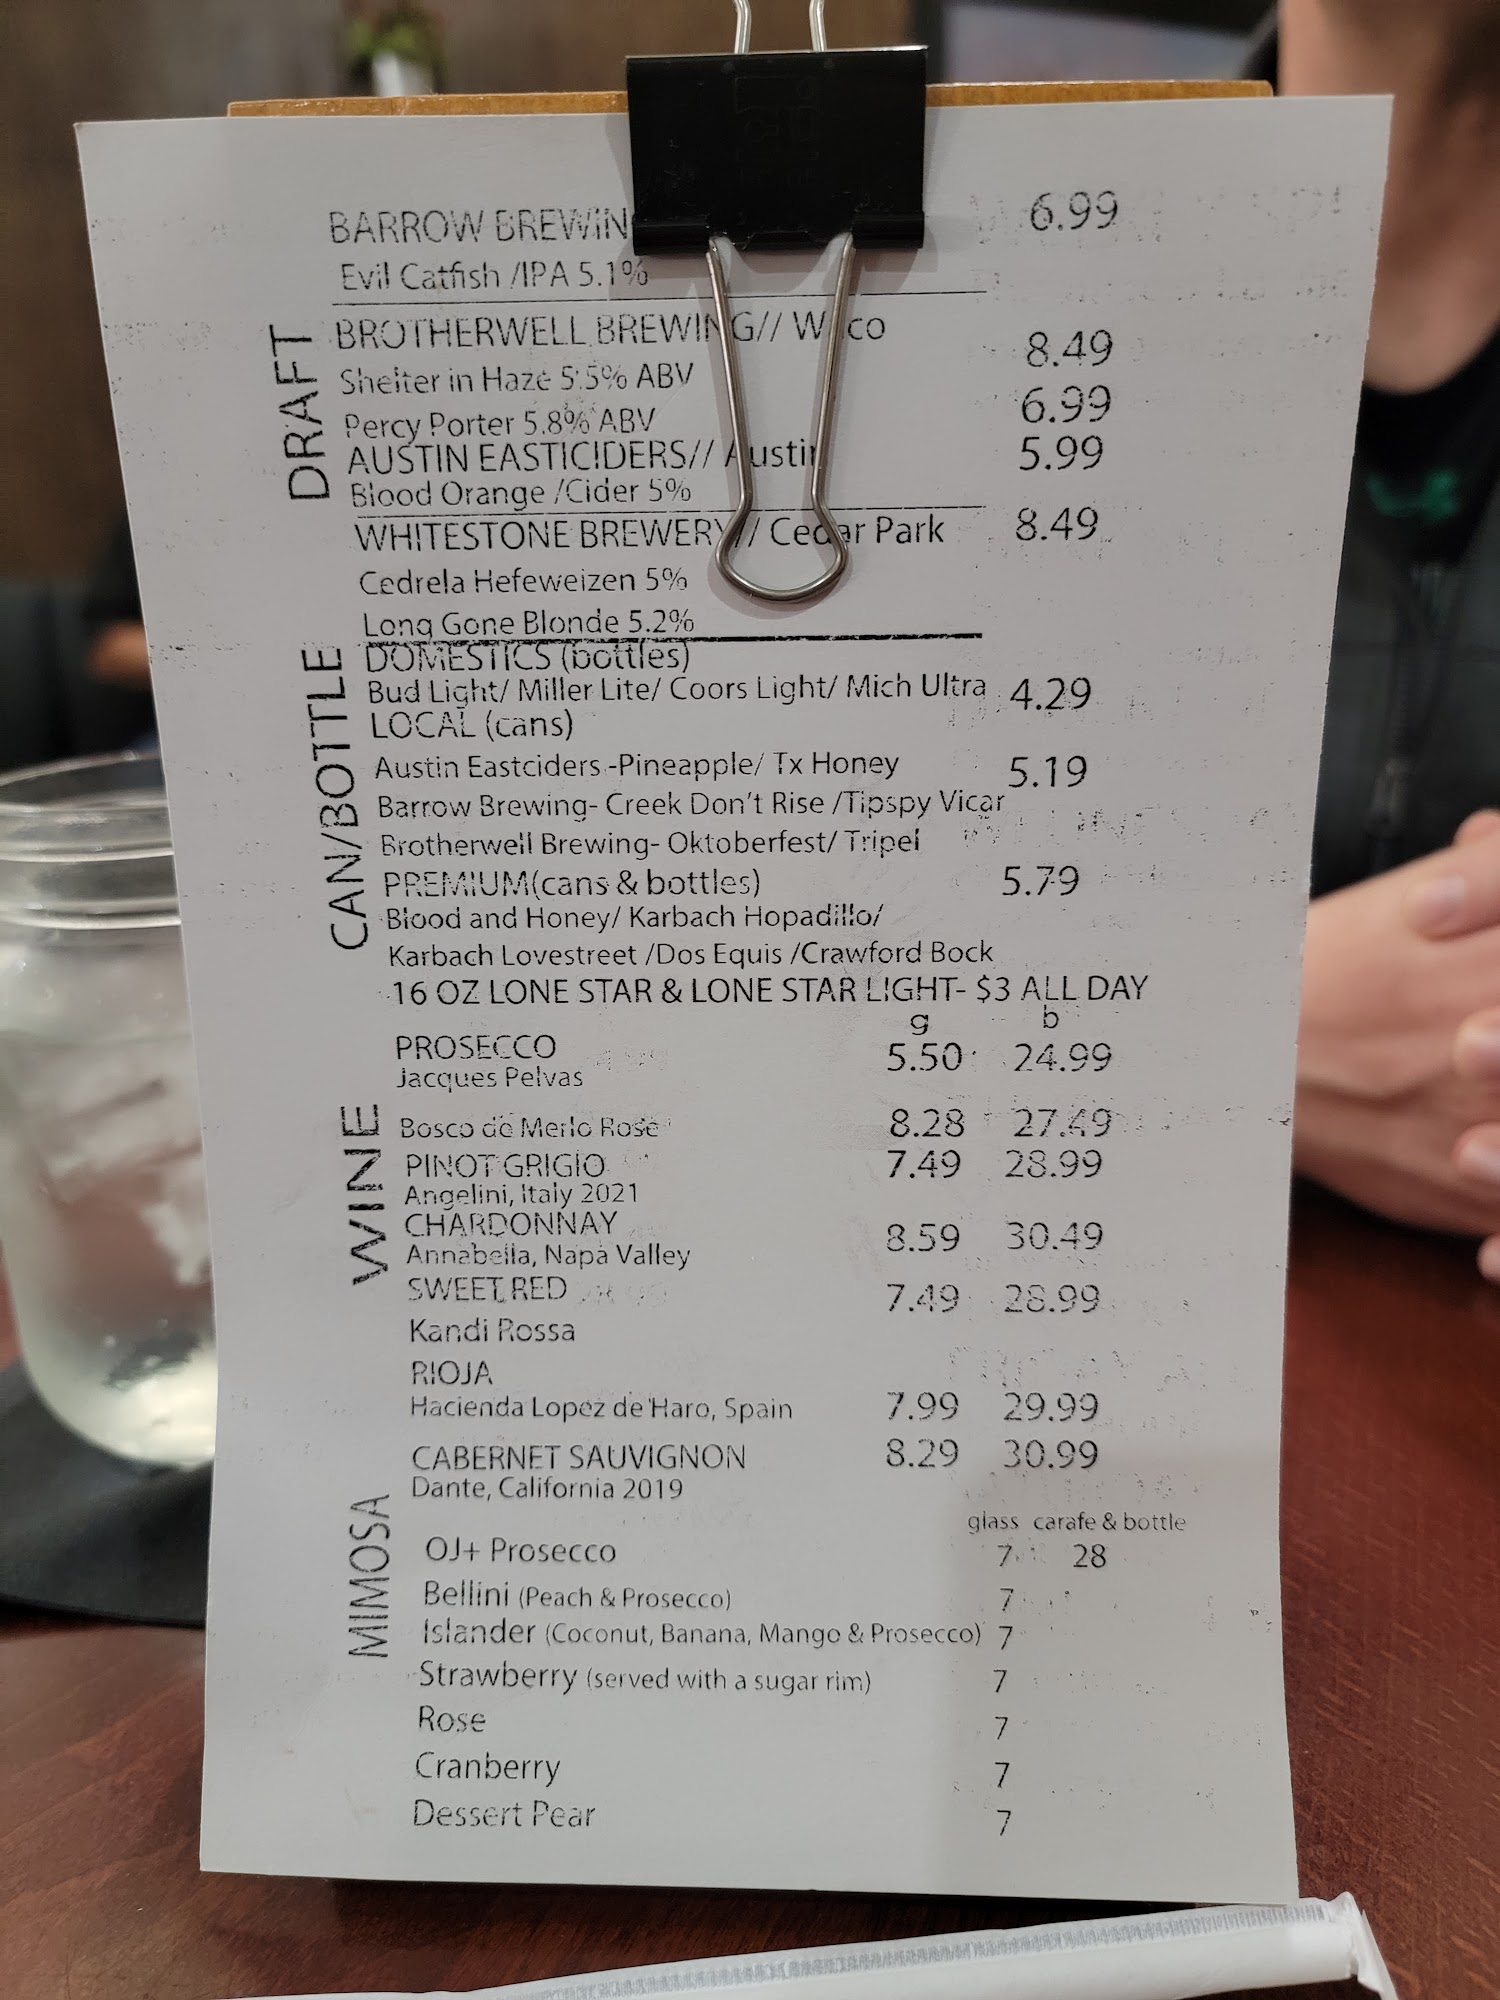 BARROW BREWIN
6.99
Evil Catfish /IPA 5.1%
DRAFT
BROTHERWELL BREWING// W co
8.49
Shelter in Haze 5.5% ABV
Percy Porter 5.8% ABV
6.99
AUSTIN EASTICIDERS// Austin
5.99
Blood Orange /Cider 5%
WHITESTONE BREWERY// Cedar Park
8.49
Cedrela Hefeweizen 5%
Long Gone Blonde 5.2%
CAN/BOTTLE
DOMESTICS (bottles)
Bud Light/ Miller Lite/ Coors Light/ Mich Ultra 4.29
LOCAL (cans)
Austin Eastciders -Pineapple/ Tx Honey 5.19
Barrow Brewing- Creek Don't Rise /Tipspy Vicar
Brotherwell Brewing- Oktoberfest/ Tripel
PREMIUM(cans & bottles) 5.79
Blood and Honey/ Karbach Hopadillo/
Karbach Lovestreet /Dos Equis /Crawford Bock
16 OZ LONE STAR & LONE STAR LIGHT- $3 ALL DAY
g b
WINE
PROSECCO 5.50 24.99
Jacques Pelvas
Bosco de Merlo Rose 8.28 27.49
PINOT GRIGIO 7.49 28.99
Angelini, Italy 2021
CHARDONNAY 8.59 30.49
Annabella, Napa Valley
SWEET RED 7.49 28.99
Kandi Rossa
RIOJA
Hacienda Lopez de Haro, Spain 7.99 29.99
CABERNET SAUVIGNON 8.29 30.99
Dante, California 2019
MIMOSA
glass carafe & bottle
OJ+ Prosecco 7 28
Bellini (Peach & Prosecco) 7
Islander (Coconut, Banana, Mango & Prosecco) 7
Strawberry (served with a sugar rim) 7
Rose 7
Cranberry 7
Dessert Pear 7